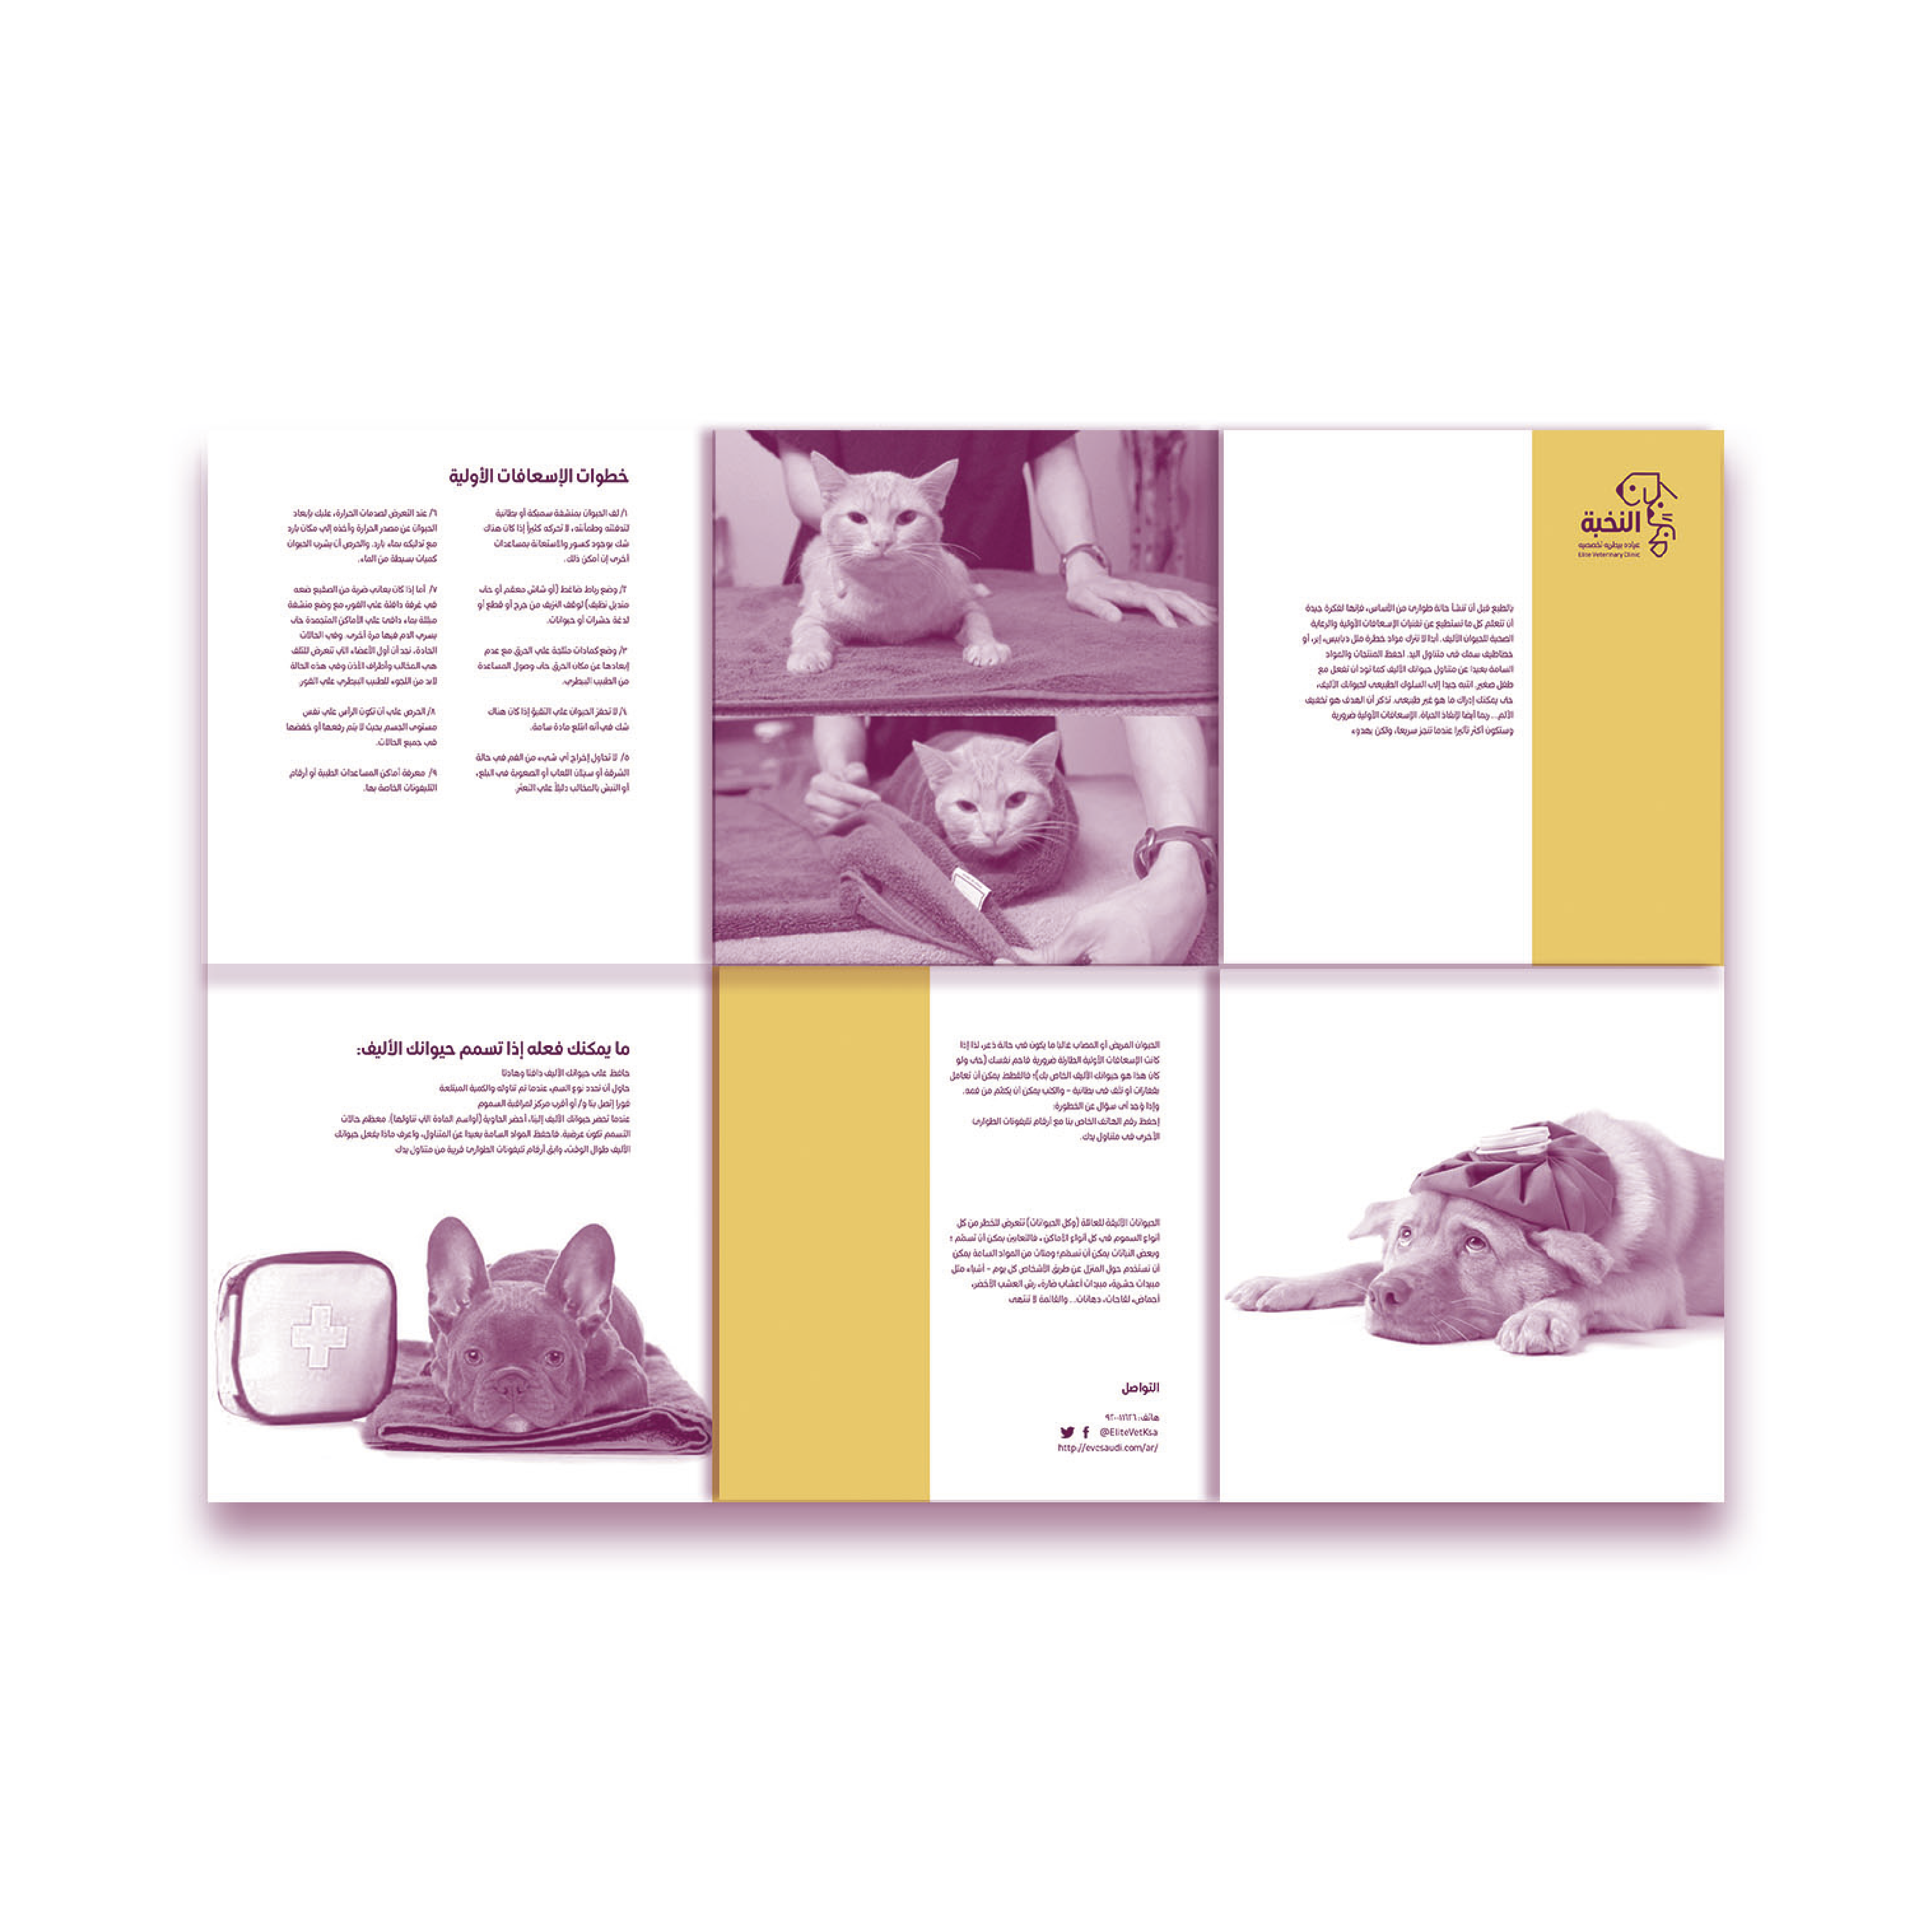 النخبة
عيادة بيطرية تخصصية
Elite Veterinary Clinic
بالطبع قبل أن تنشأ حالة طوارئ من الأساس، فإنها لفكرة جيدة
أن تتعلم كل ما تستطيع عن تقنيات الإسعافات الأولية والرعاية
الصحية للحيوان الأليف. أبدا لا تترك مواد خطرة مثل دبابيس، إبر، أو
خطاطيف سمك في متناول اليد. احفظ المنتجات والمواد
السامة بعيدا عن متناول حيوانك الأليف كما تود أن تفعل مع
طفل صغير. انتبه جيدا إلى السلوك الطبيعي لحيوانك الأليف،
حتى يمكنك إدراك ما هو غير طبيعي. تذكر أن الهدف هو تخفيف
الألم... ربما أيضا لإنقاذ الحياة. الإسعافات الأولية ضرورية
وستكون أكثر تأثيرا عندما تنجز سريعا، ولكن بهدوء
خطوات الإسعافات الأولية
١/ لف الحيوان بمنشفة سميكة أو بطانية
لتدفئته وطمأنته، لا تحركه كثيراً إذا كان هناك
شك بوجود كسور والاستعانة بمساعدات
أخرى إن أمكن ذلك.
٢/ وضع رباط ضاغط (أو شاش معقم أو حتى
منديل نظيف) لوقف النزيف من جرح أو قطع أو
لدغة حشرات أو حيوانات.
٣/ وضع كمادات مثلجة على الحرق مع عدم
إبعادها عن مكان الحرق حتى وصول المساعدة
من الطبيب البيطري.
٤/ لا تحفز الحيوان على التقيؤ إذا كان هناك
شك في أنه ابتلع مادة سامة.
٥/ لا تحاول إخراج أي شيء من الفم في حالة
الشرقة أو سيلان اللعاب أو الصعوبة في البلع،
أو النبش بالمخالب دليلاً على التعثر.
٦/ عند التعرض لصدمات الحرارة، عليك بإبعاد
الحيوان عن مصدر الحرارة وأخذه إلى مكان بارد
مع تدليكه بماء بارد. والحرص أن يشرب الحيوان
كميات بسيطة من الماء.
٧/ أما إذا كان يعاني ضربة من الصقيع ضعه
في غرفة دافئة على الفور، مع وضع منشفة
مبللة بماء دافئ على الأماكن المتجمدة حتى
يسري الدم فيها مرة أخرى. وفي الحالات
الحادة، نجد أن أول الأعضاء التي تتعرض للتلف
هي المخالب وأطراف الأذن وفي هذه الحالة
لابد من اللجوء للطبيب البيطري على الفور.
٨/ الحرص على أن تكون الرأس على نفس
مستوى الجسم بحيث لا يتم رفعها أو خفضها
في جميع الحالات.
٩/ معرفة أماكن المساعدات الطبية أو أرقام
التليفونات الخاصة بها.
الحيوان المريض أو المصاب غالبا ما يكون في حالة ذعر، لذا إذا
كانت الإسعافات الأولية الطارئة ضرورية فاحم نفسك (حتى ولو
كان هذا هو حيوانك الأليف الخاص بك)؛ فالقطط يمكن أن تعامل
بقفازات أو تلف في بطانية – والكلب يمكن أن يكمّم من فمه.
وإذا وُجد أي سؤال عن الخطورة:
إحفظ رقم الهاتف الخاص بنا مع أرقام تليفونات الطوارئ
الأخرى في متناول يدك.
الحيوانات الأليفة للعائلة (وكل الحيوانات) تتعرض للخطر من كل
أنواع السموم في كل أنواع الأماكن ، فالثعابين يمكن أن تسمّم ؛
وبعض النباتات يمكن أن تسمّم؛ ومئات من المواد السامة يمكن
أن تستخدم حول المنزل عن طريق الأشخاص كل يوم – أشياء مثل
مبيدات حشرية، مبيدات أعشاب ضارة، رش العشب الأخضر،
أحماض، لقاحات، دهانات... والقائمة لا تنتهي
التواصل
هاتف: ٩٢٠٠١١٦٢٦
@EliteVetKsa
http://evcsaudi.com/ar/
ما يمكنك فعله إذا تسمم حيوانك الأليف:
حافظ على حيوانك الأليف دافئا وهادئا
حاول أن تحدد نوع السم، عندما تم تناوله والكمية المبتلعة
فورا إتصل بنا و/ أو أقرب مركز لمراقبة السموم
عندما تحضر حيوانك الأليف إلينا، أحضر الحاوية (أواسم المادة التي تناولها). معظم حالات
التسمم تكون عرضية. فاحفظ المواد السامة بعيدا عن المتناول، واعرف ماذا يفعل حيوانك
الأليف طوال الوقت، وابق أرقام تليفونات الطوارئ قريبة من متناول يدك